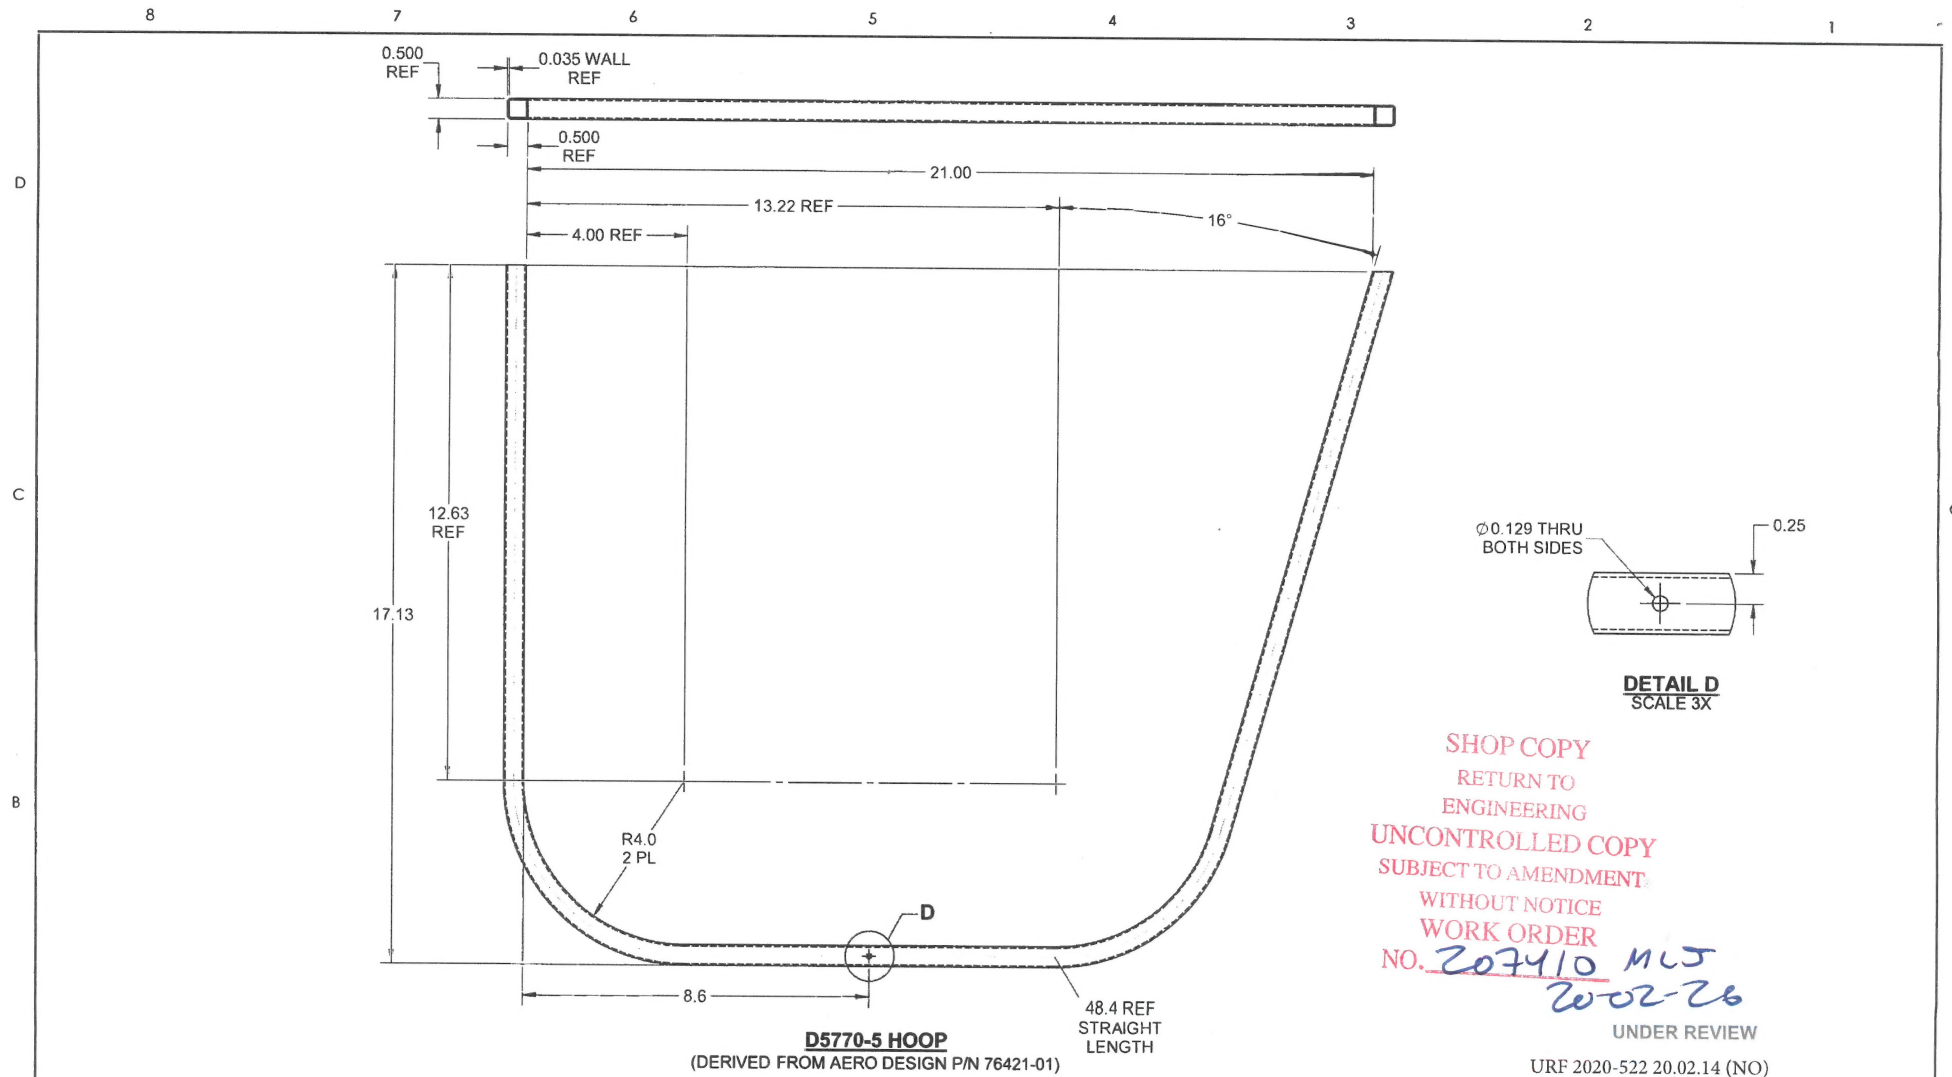 8 7 6 5 4 3 2 1
0.500
REF
0.035 WALL
REF
0.500
REF
D
21.00
13.22 REF
16°
4.00 REF
C
12.63
REF
Ø0.129 THRU
BOTH SIDES
0.25
17.13
DETAIL D
SCALE 3X
SHOP COPY
RETURN TO
ENGINEERING
UNCONTROLLED COPY
SUBJECT TO AMENDMENT
WITHOUT NOTICE
WORK ORDER
NO. 207410 MLJ
20-02-26
UNDER REVIEW
URF 2020-522 20.02.14 (NO)
B
R4.0
2 PL
D
8.6
48.4 REF
STRAIGHT
LENGTH
D5770-5 HOOP
(DERIVED FROM AERO DESIGN P/N 76421-01)